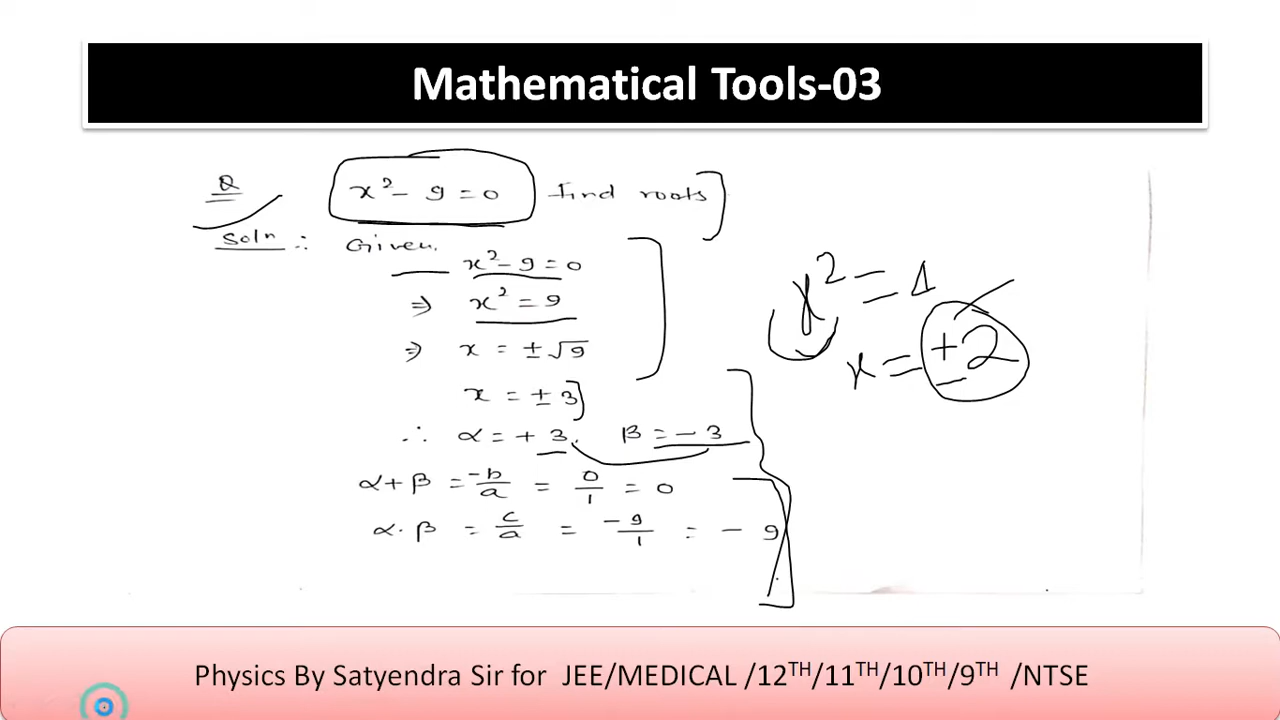 Mathematical Tools-03
Q x² - 9 = 0 find roots
Soln : Given
x² - 9 = 0
⇒ x² = 9
⇒ x = ± √9
x = ± 3
∴ α = + 3, β = - 3
α + β = -b/a = 0/1 = 0
α · β = c/a = -9/1 = - 9
x² = 4
x = ±2
Physics By Satyendra Sir for JEE/MEDICAL /12TH/11TH/10TH/9TH /NTSE